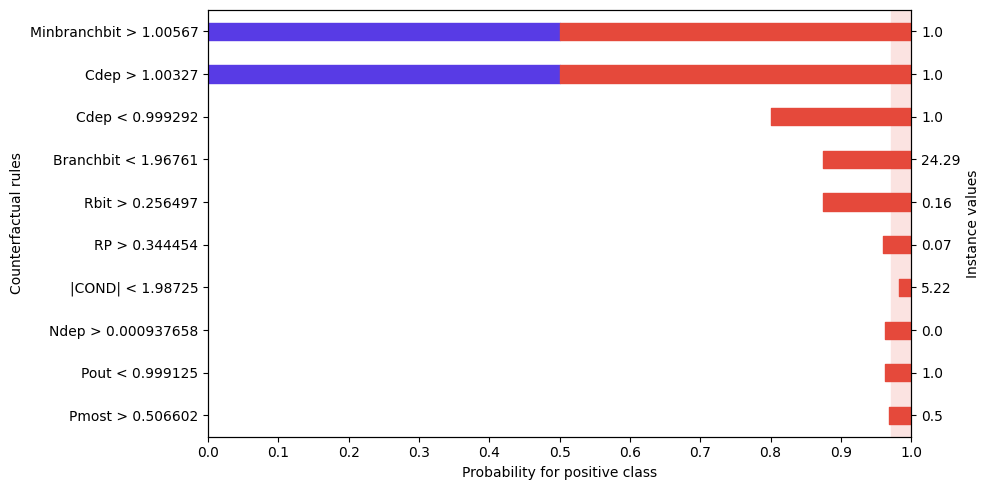 Counterfactual rules
Minbranchbit > 1.00567
Cdep > 1.00327
Cdep < 0.999292
Branchbit < 1.96761
Rbit > 0.256497
RP > 0.344454
|COND| < 1.98725
Ndep > 0.000937658
Pout < 0.999125
Pmost > 0.506602
1.0
1.0
1.0
24.29
0.16
0.07
5.22
0.0
1.0
0.5
Instance values
0.0 0.1 0.2 0.3 0.4 0.5 0.6 0.7 0.8 0.9 1.0
Probability for positive class